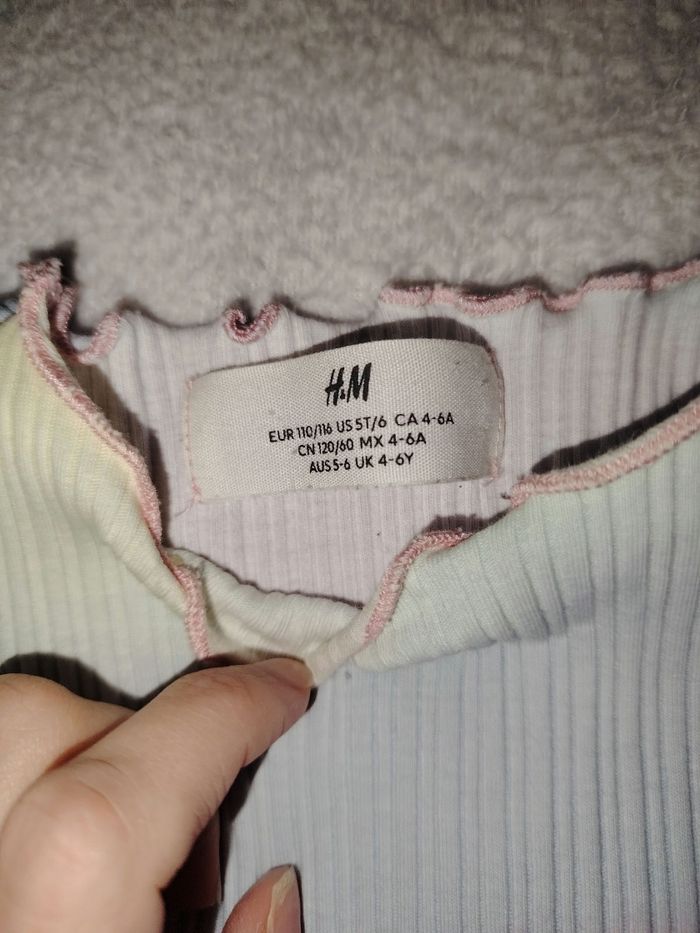 H&M
EUR 110/116 US 5T/6 CA 4-6A
CN 120/60 MX 4-6A
AUS 5-6 UK 4-6Y